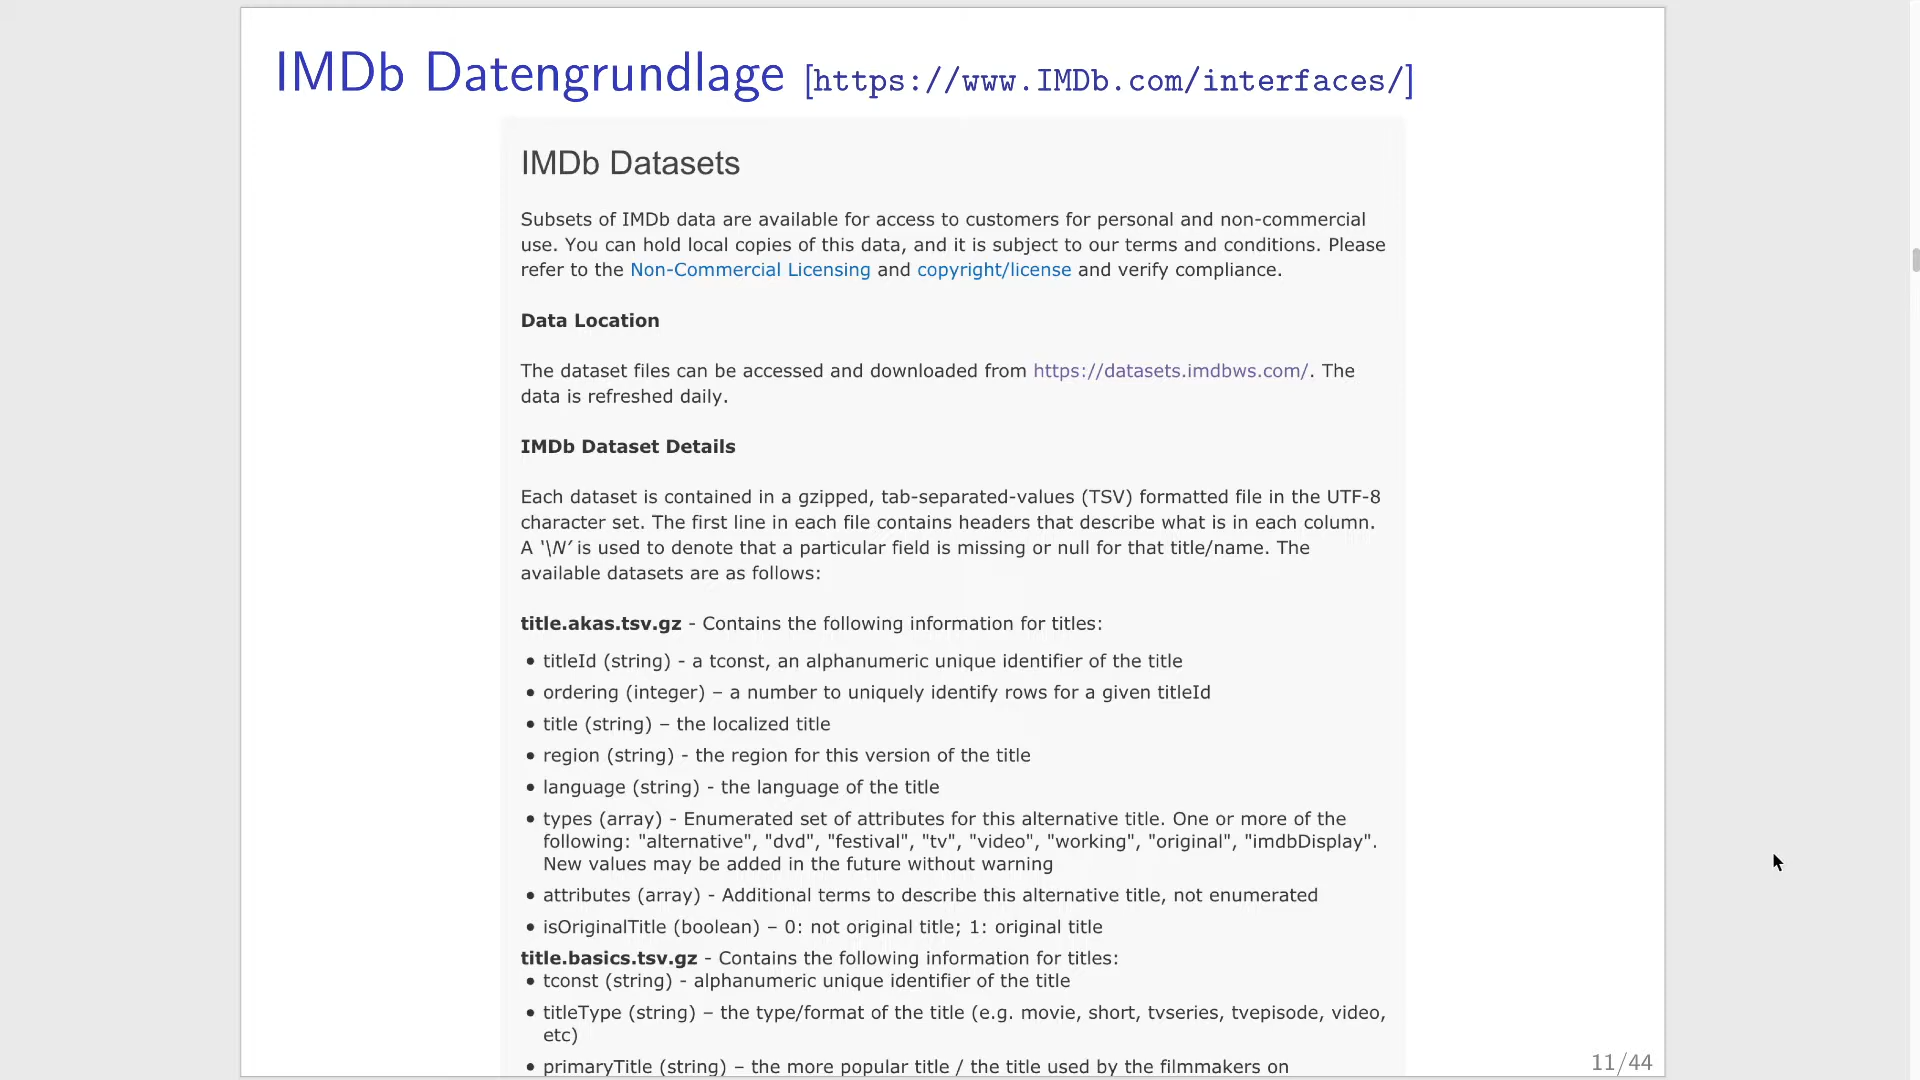 IMDb Datengrundlage [https://www.IMDb.com/interfaces/]
IMDb Datasets
Subsets of IMDb data are available for access to customers for personal and non-commercial
use. You can hold local copies of this data, and it is subject to our terms and conditions. Please
refer to the Non-Commercial Licensing and copyright/license and verify compliance.
Data Location
The dataset files can be accessed and downloaded from https://datasets.imdbws.com/. The
data is refreshed daily.
IMDb Dataset Details
Each dataset is contained in a gzipped, tab-separated-values (TSV) formatted file in the UTF-8
character set. The first line in each file contains headers that describe what is in each column.
A '\N' is used to denote that a particular field is missing or null for that title/name. The
available datasets are as follows:
title.akas.tsv.gz - Contains the following information for titles:
• titleId (string) - a tconst, an alphanumeric unique identifier of the title
• ordering (integer) – a number to uniquely identify rows for a given titleId
• title (string) – the localized title
• region (string) - the region for this version of the title
• language (string) - the language of the title
• types (array) - Enumerated set of attributes for this alternative title. One or more of the
following: "alternative", "dvd", "festival", "tv", "video", "working", "original", "imdbDisplay".
New values may be added in the future without warning
• attributes (array) - Additional terms to describe this alternative title, not enumerated
• isOriginalTitle (boolean) – 0: not original title; 1: original title
title.basics.tsv.gz - Contains the following information for titles:
• tconst (string) - alphanumeric unique identifier of the title
• titleType (string) – the type/format of the title (e.g. movie, short, tvseries, tvepisode, video,
etc)
• primaryTitle (string) – the more popular title / the title used by the filmmakers on
11/44